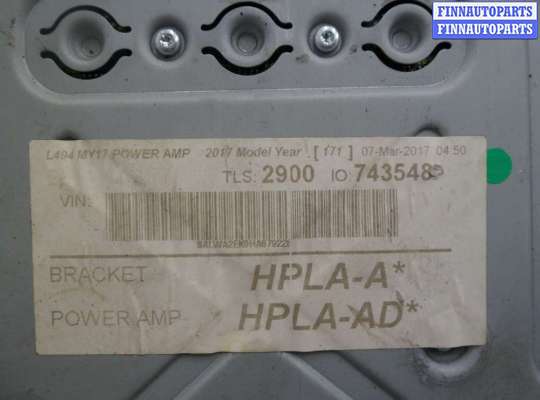 FINNAUTOPARTS
FINNAUTOPARTS
L494 MY17 POWER AMP 2017 Model Year [171] 07-Mar-2017 04:50
TLS: 2900 IO 7435485
VIN:
BRACKET HPLA-A*
POWER AMP HPLA-AD*